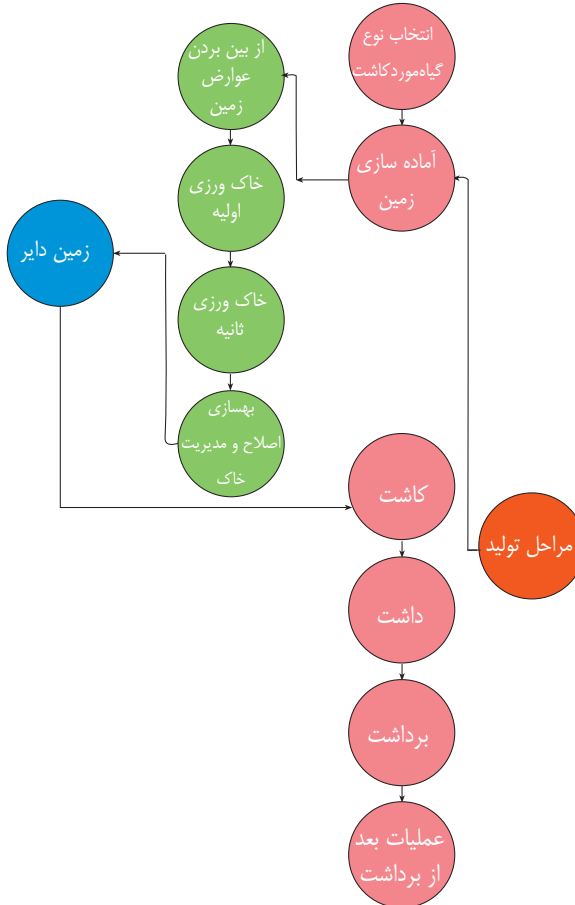 انتخاب نوع
گیاه‌موردکاشت
آماده سازی
زمین
از بین بردن
عوارض
زمین
خاک ورزی
اولیه
خاک ورزی
ثانیه
بهسازی
اصلاح و مدیریت
خاک
زمین دایر
کاشت
داشت
برداشت
عملیات بعد
از برداشت
مراحل تولید